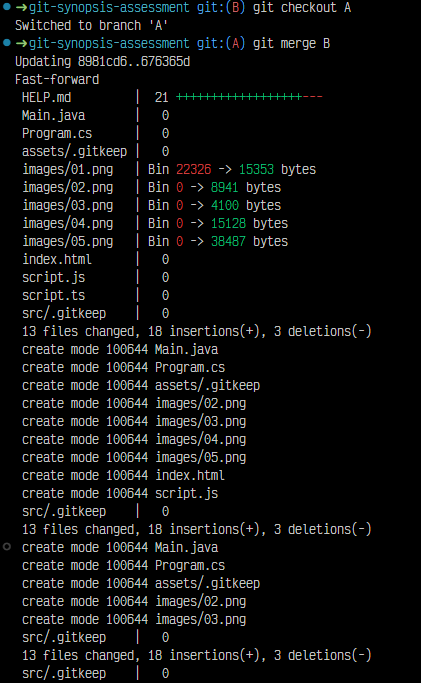 ➜git-synopsis-assessment git:(B) git checkout A
Switched to branch 'A'
➜git-synopsis-assessment git:(A) git merge B
Updating 8981cd6..676365d
Fast-forward
HELP.md | 21 ++++++++++++++++++---
Main.java | 0
Program.cs | 0
assets/.gitkeep | 0
images/01.png | Bin 22326 -> 15353 bytes
images/02.png | Bin 0 -> 8941 bytes
images/03.png | Bin 0 -> 4100 bytes
images/04.png | Bin 0 -> 15128 bytes
images/05.png | Bin 0 -> 38487 bytes
index.html | 0
script.js | 0
script.ts | 0
src/.gitkeep | 0
13 files changed, 18 insertions(+), 3 deletions(-)
create mode 100644 Main.java
create mode 100644 Program.cs
create mode 100644 assets/.gitkeep
create mode 100644 images/02.png
create mode 100644 images/03.png
create mode 100644 images/04.png
create mode 100644 images/05.png
create mode 100644 index.html
create mode 100644 script.js
src/.gitkeep | 0
13 files changed, 18 insertions(+), 3 deletions(-)
create mode 100644 Main.java
create mode 100644 Program.cs
create mode 100644 assets/.gitkeep
create mode 100644 images/02.png
create mode 100644 images/03.png
src/.gitkeep | 0
13 files changed, 18 insertions(+), 3 deletions(-)
src/.gitkeep | 0